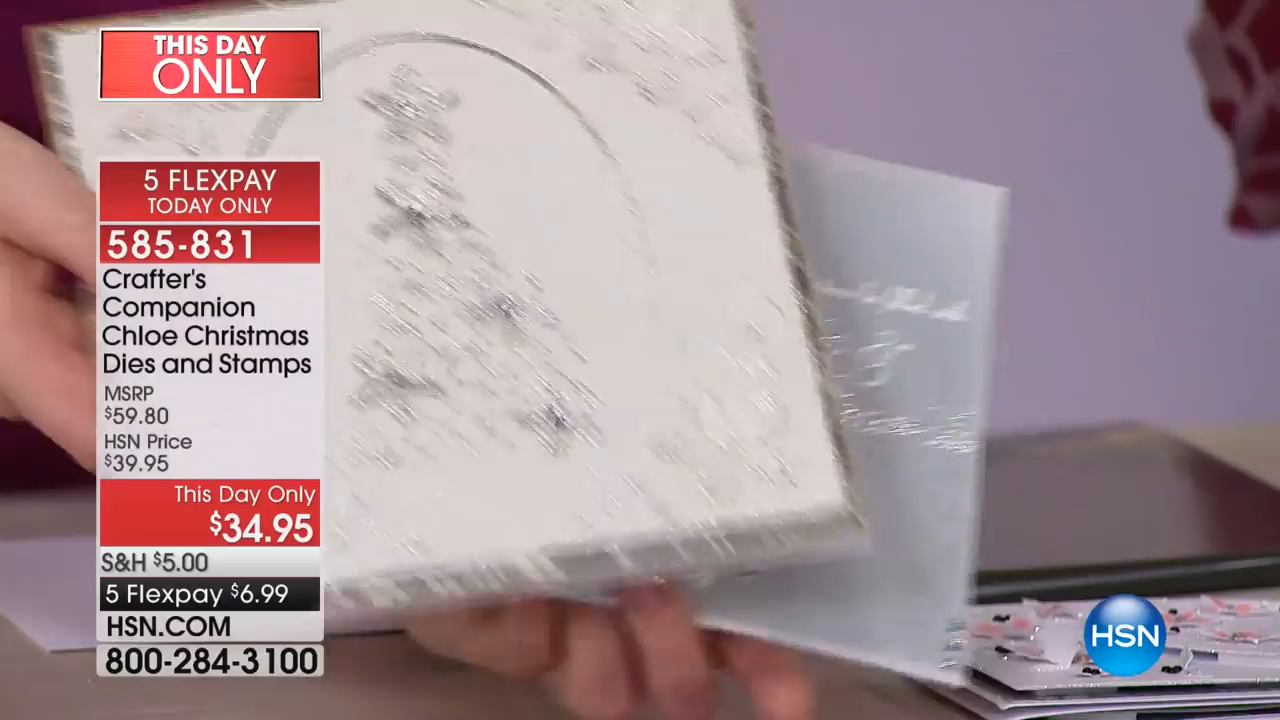 THIS DAY
ONLY
5 FLEXPAY
TODAY ONLY
585-831
Crafter's
Companion
Chloe Christmas
Dies and Stamps
MSRP
$59.80
HSN Price
$39.95
This Day Only
$34.95
S&H $5.00
5 Flexpay $6.99
HSN.COM
800-284-3100
HSN